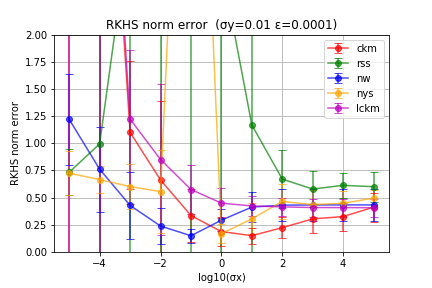 RKHS norm error (σy=0.01 ε=0.0001)
2.00
1.75
1.50
1.25
1.00
0.75
0.50
0.25
0.00
RKHS norm error
ckm
rss
nw
nys
lckm
−4
−2
0
2
4
log10(σx)